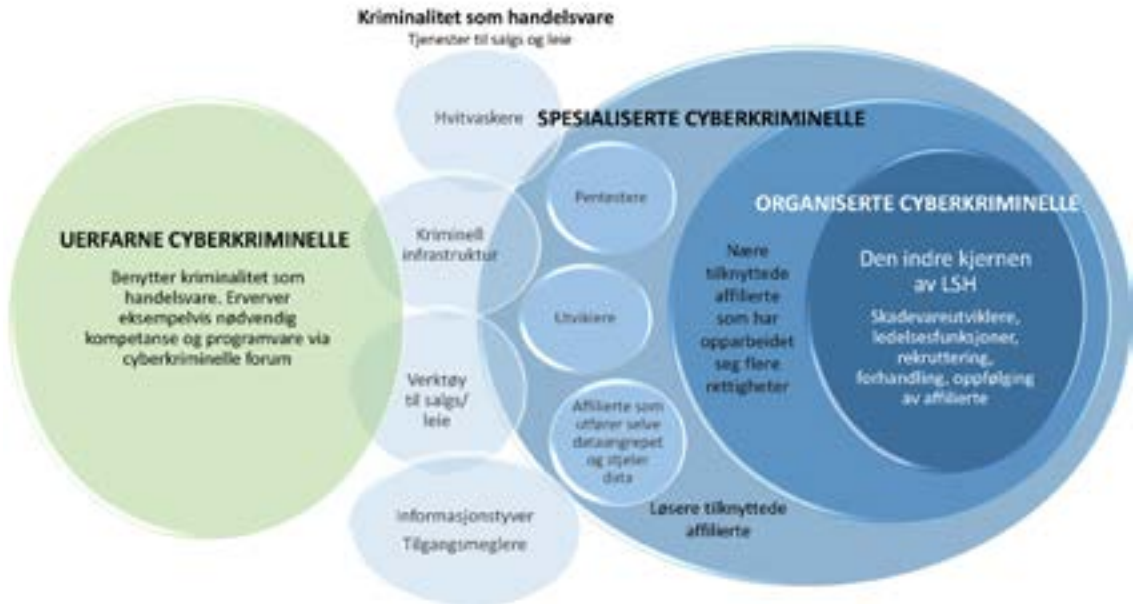 Kriminalitet som handelsvare
Tjenester til salgs og leie
Hvitvaskere
SPESIALISERTE CYBERKRIMINELLE
Pentestere
UERFARNE CYBERKRIMINELLE
Benytter kriminalitet som
handelsvare. Erverver
eksempelvis nødvendig
kompetanse og programvare via
cyberkriminelle forum
Kriminell
infrastruktur
Utviklere
Verktøy
til salgs/
leie
Affilierte som
utfører selve
dataangrepet
og stjeler
data
Informasjonstyver
Tilgangsmeglere
Løsere tilknyttede
affilierte
ORGANISERTE CYBERKRIMINELLE
Nære
tilknyttede
affilierte
som har
opparbeidet
seg flere
rettigheter
Den indre kjernen
av LSH
Skadevareutviklere,
ledelsesfunksjoner,
rekruttering,
forhandling, oppfølging
av affilierte